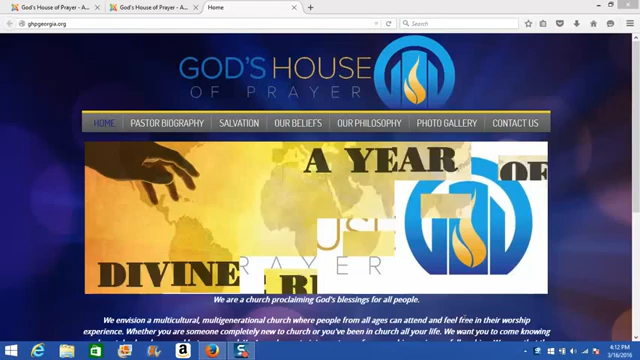 God's House of Prayer - A...
God's House of Prayer - A...
Home
ghpgeorgia.org
Search
GOD'S HOUSE
OF PRAYER
HOME
PASTOR BIOGRAPHY
SALVATION
OUR BELIEFS
OUR PHILOSOPHY
PHOTO GALLERY
CONTACT US
A YEAR OF
USE
RAYER
DIVINE
We are a church proclaiming God's blessings for all people.
We envision a multicultural, multigenerational church where people from all ages can attend and feel free in their worship
experience. Whether you are someone completely new to church or you've been in church all your life. We want you to come knowing
4:12 PM
3/16/2016